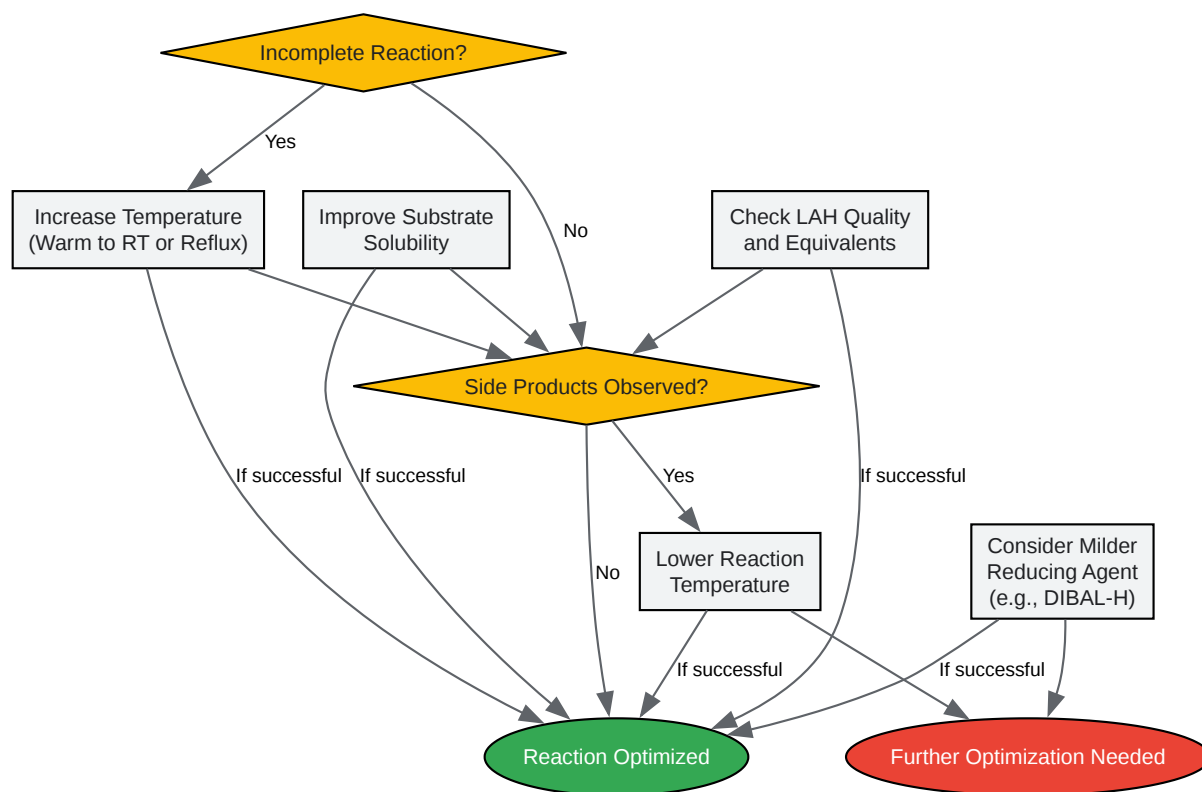 Incomplete Reaction?
Yes
Increase Temperature
(Warm to RT or Reflux)
Improve Substrate
Solubility
No
Check LAH Quality
and Equivalents
Side Products Observed?
If successful
If successful
Yes
If successful
No
Lower Reaction
Temperature
Consider Milder
Reducing Agent
(e.g., DIBAL-H)
If successful
If successful
Reaction Optimized
Further Optimization Needed